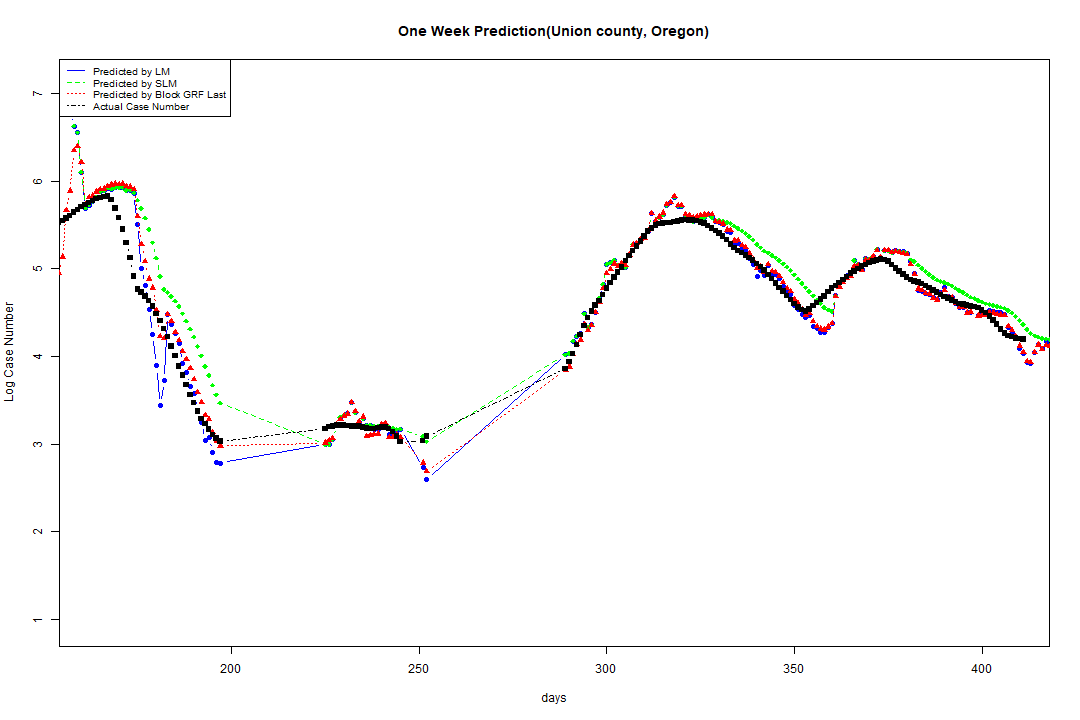 One Week Prediction(Union county, Oregon)
Predicted by LM
Predicted by SLM
Predicted by Block GRF Last
Actual Case Number
7
6
5
4
3
2
1
Log Case Number
200 250 300 350 400
days